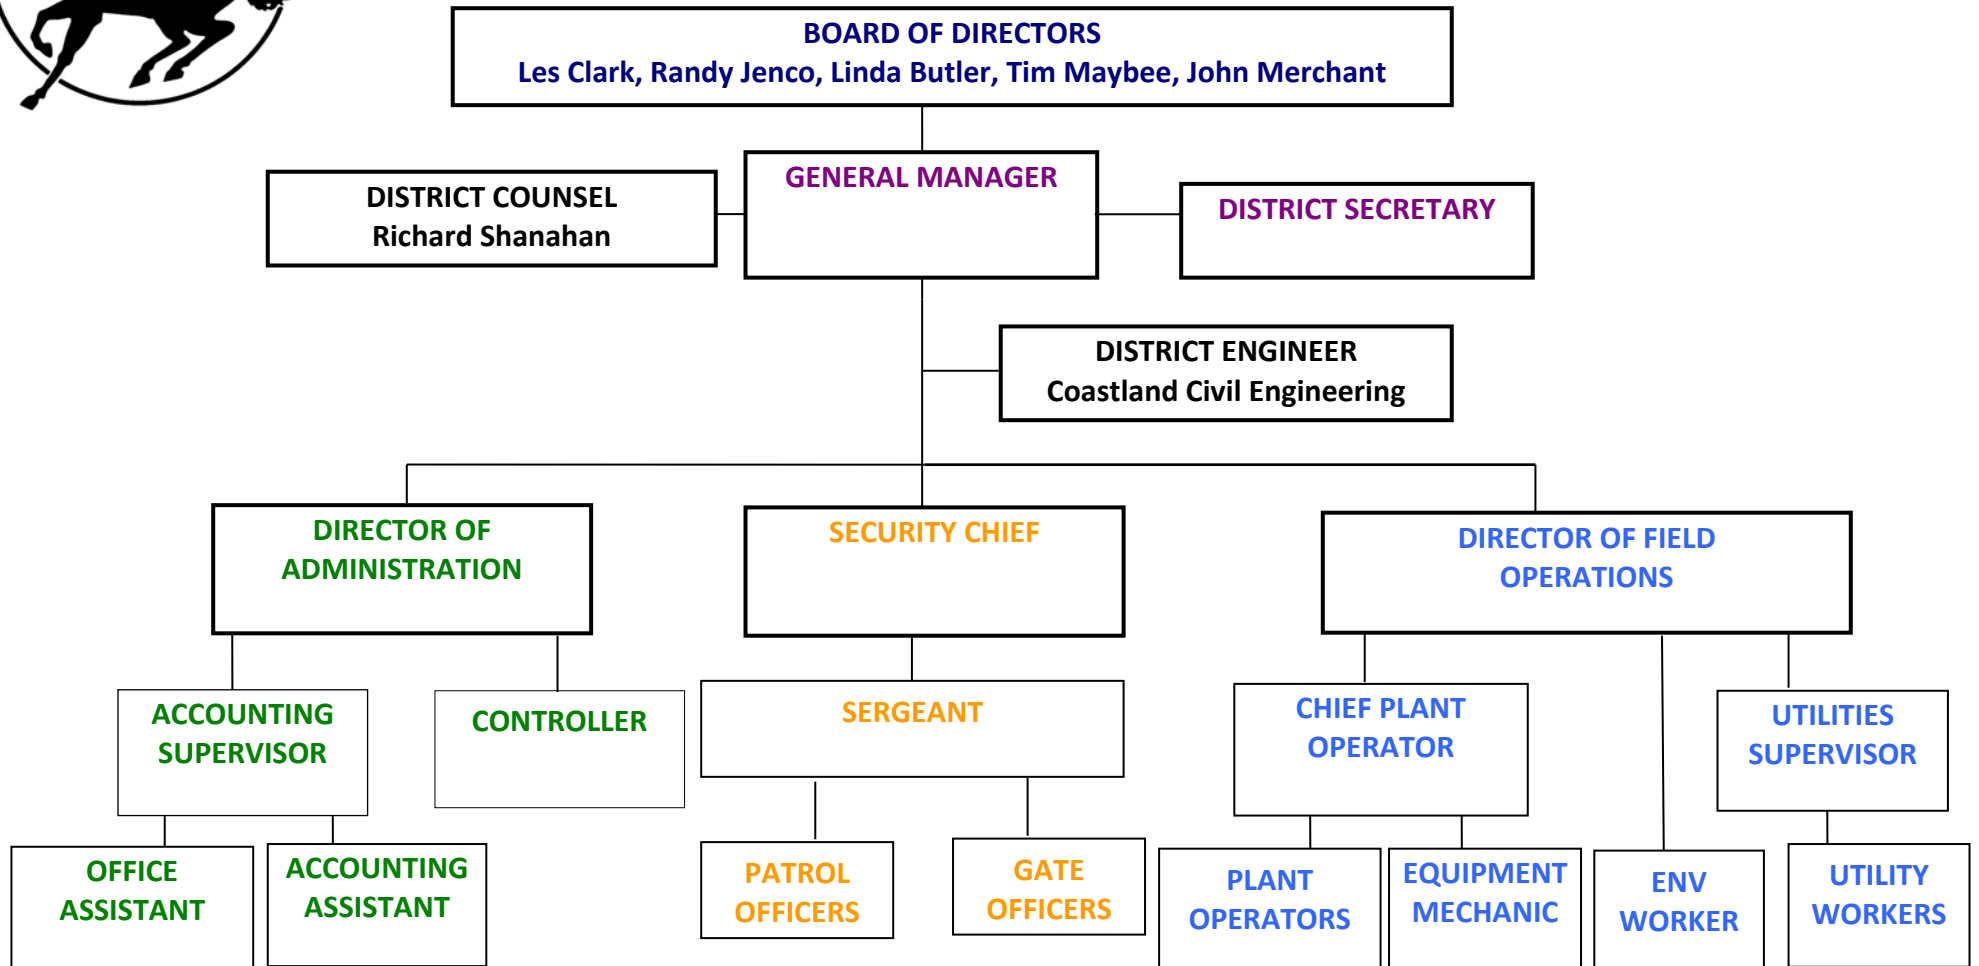 BOARD OF DIRECTORS
Les Clark, Randy Jenco, Linda Butler, Tim Maybee, John Merchant
GENERAL MANAGER
DISTRICT COUNSEL
Richard Shanahan
DISTRICT SECRETARY
DISTRICT ENGINEER
Coastland Civil Engineering
DIRECTOR OF
ADMINISTRATION
SECURITY CHIEF
DIRECTOR OF FIELD
OPERATIONS
ACCOUNTING
SUPERVISOR
CONTROLLER
SERGEANT
CHIEF PLANT
OPERATOR
UTILITIES
SUPERVISOR
OFFICE
ASSISTANT
ACCOUNTING
ASSISTANT
PATROL
OFFICERS
GATE
OFFICERS
PLANT
OPERATORS
EQUIPMENT
MECHANIC
ENV
WORKER
UTILITY
WORKERS